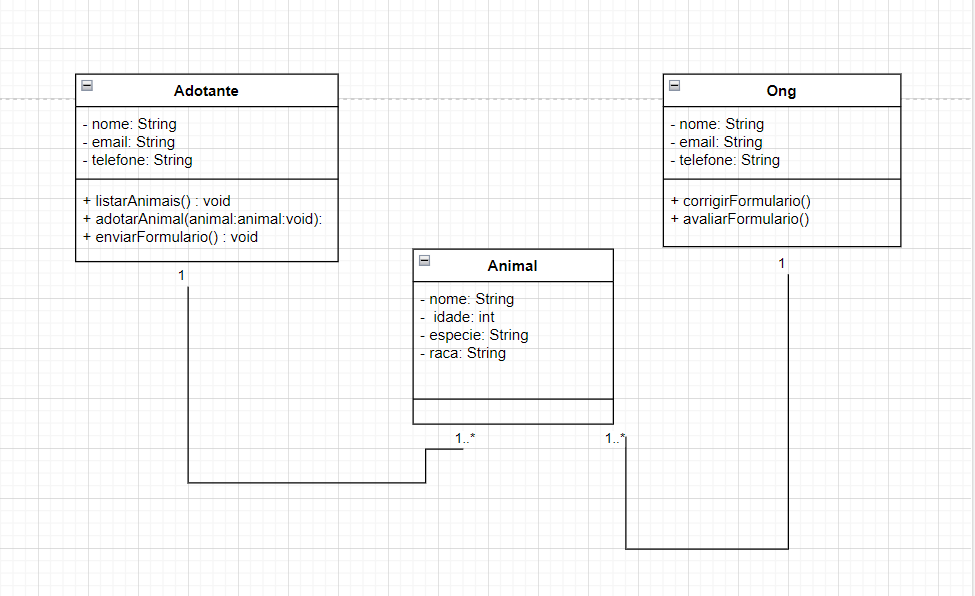 Adotante
- nome: String
- email: String
- telefone: String
+ listarAnimais() : void
+ adotarAnimal(animal:animal:void):
+ enviarFormulario() : void
1
Ong
- nome: String
- email: String
- telefone: String
+ corrigirFormulario()
+ avaliarFormulario()
1
Animal
- nome: String
-  idade: int
- especie: String
- raca: String
1..*
1..*